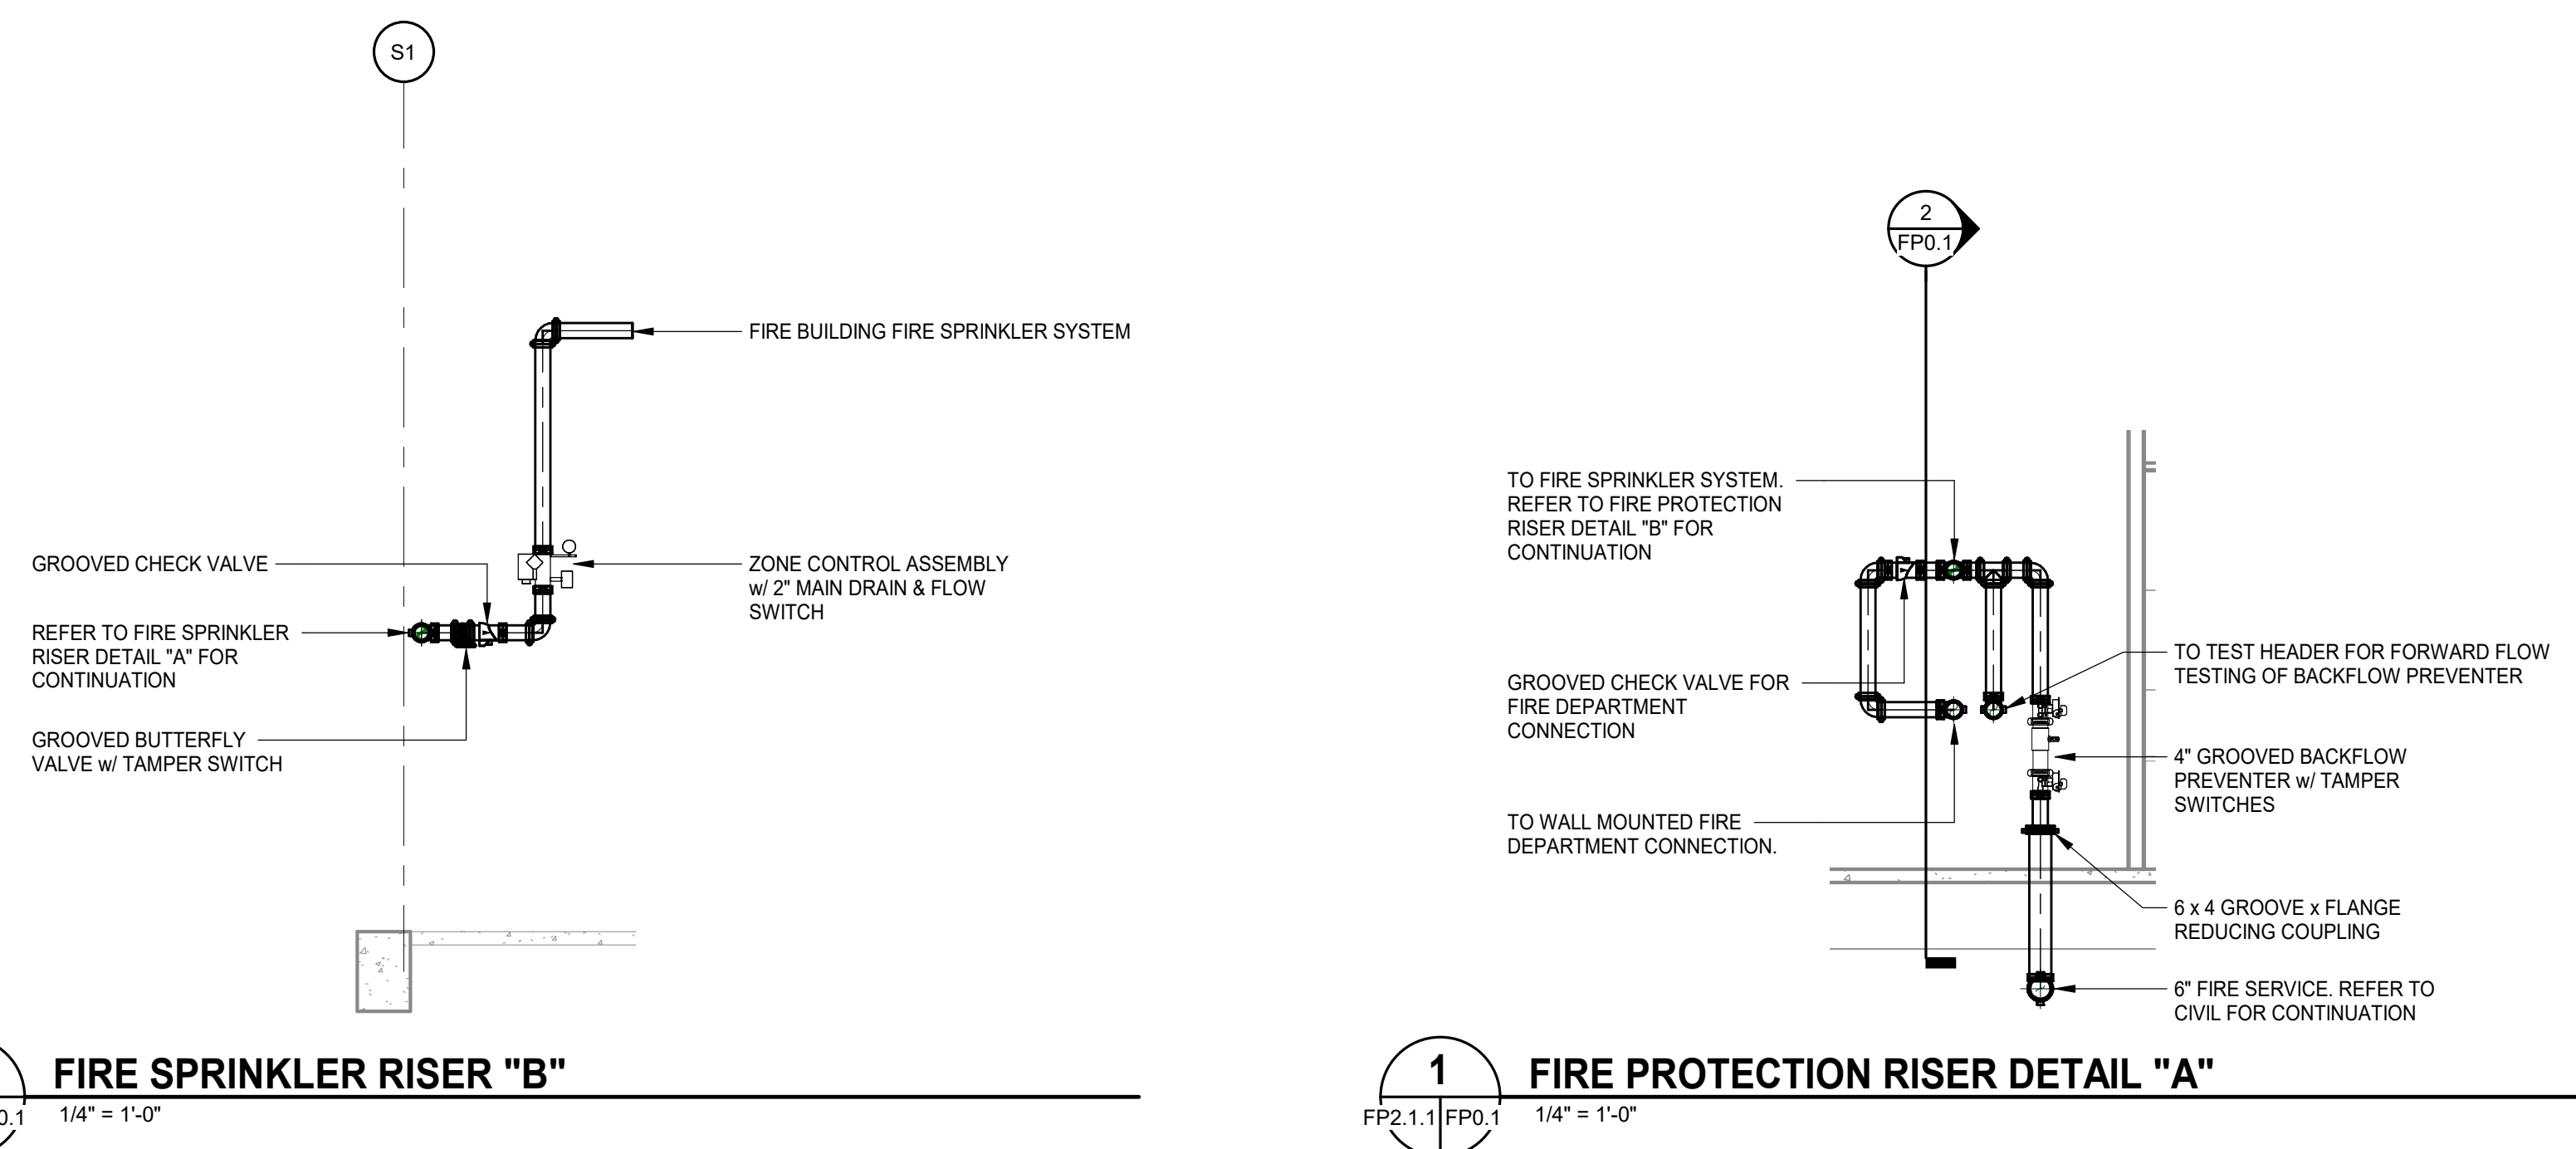 S1
FIRE BUILDING FIRE SPRINKLER SYSTEM
GROOVED CHECK VALVE
ZONE CONTROL ASSEMBLY
w/ 2" MAIN DRAIN & FLOW
SWITCH
REFER TO FIRE SPRINKLER
RISER DETAIL "A" FOR
CONTINUATION
GROOVED BUTTERFLY
VALVE w/ TAMPER SWITCH
FIRE SPRINKLER RISER "B"
0.1
1/4" = 1'-0"
2
FP0.1
TO FIRE SPRINKLER SYSTEM.
REFER TO FIRE PROTECTION
RISER DETAIL "B" FOR
CONTINUATION
GROOVED CHECK VALVE FOR
FIRE DEPARTMENT
CONNECTION
TO WALL MOUNTED FIRE
DEPARTMENT CONNECTION.
TO TEST HEADER FOR FORWARD FLOW
TESTING OF BACKFLOW PREVENTER
4" GROOVED BACKFLOW
PREVENTER w/ TAMPER
SWITCHES
6 x 4 GROOVE x FLANGE
REDUCING COUPLING
6" FIRE SERVICE. REFER TO
CIVIL FOR CONTINUATION
1
FIRE PROTECTION RISER DETAIL "A"
FP2.1.1 FP0.1
1/4" = 1'-0"